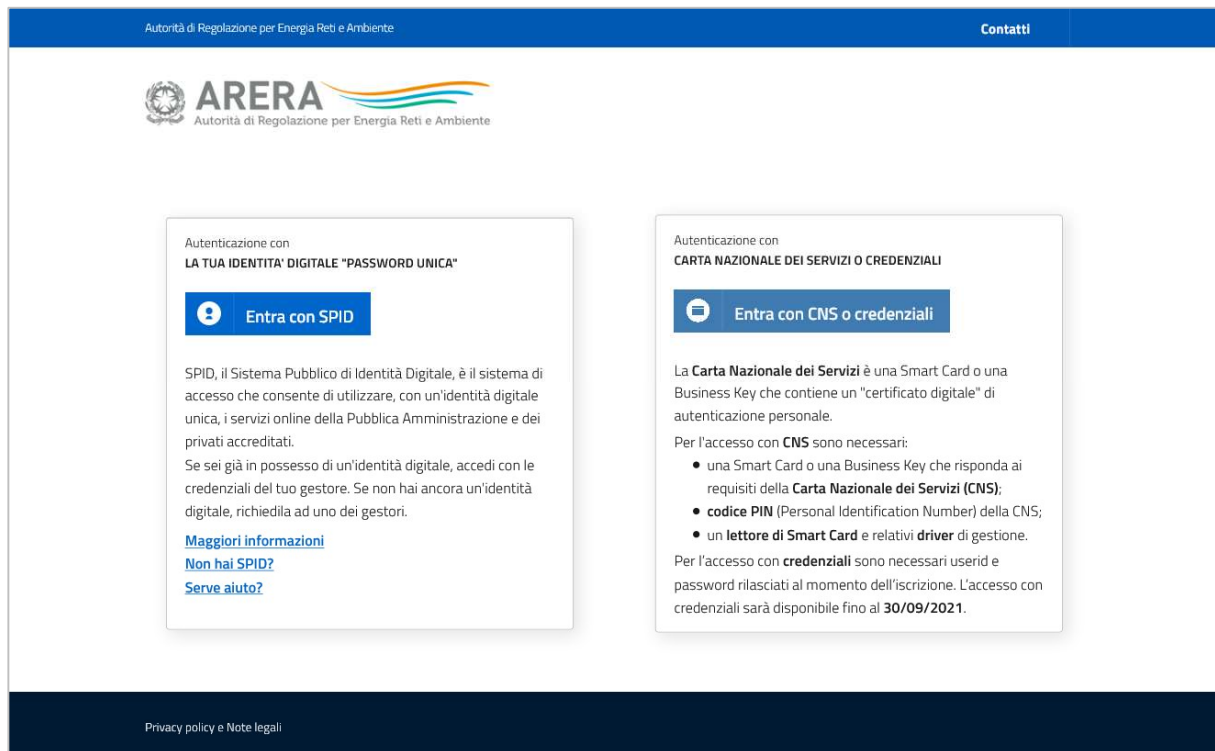 Autorità di Regolazione per Energia Reti e Ambiente
Contatti
ARERA
Autorità di Regolazione per Energia Reti e Ambiente
Autenticazione con
LA TUA IDENTITA' DIGITALE "PASSWORD UNICA"
Entra con SPID
SPID, il Sistema Pubblico di Identità Digitale, è il sistema di
accesso che consente di utilizzare, con un'identità digitale
unica, i servizi online della Pubblica Amministrazione e dei
privati accreditati.
Se sei già in possesso di un'identità digitale, accedi con le
credenziali del tuo gestore. Se non hai ancora un'identità
digitale, richiedila ad uno dei gestori.
Maggiori informazioni
Non hai SPID?
Serve aiuto?
Autenticazione con
CARTA NAZIONALE DEI SERVIZI O CREDENZIALI
Entra con CNS o credenziali
La Carta Nazionale dei Servizi è una Smart Card o una
Business Key che contiene un "certificato digitale" di
autenticazione personale.
Per l'accesso con CNS sono necessari:
• una Smart Card o una Business Key che risponda ai
requisiti della Carta Nazionale dei Servizi (CNS);
• codice PIN (Personal Identification Number) della CNS;
• un lettore di Smart Card e relativi driver di gestione.
Per l’accesso con credenziali sono necessari userid e
password rilasciati al momento dell’iscrizione. L’accesso con
credenziali sarà disponibile fino al 30/09/2021.
Privacy policy e Note legali